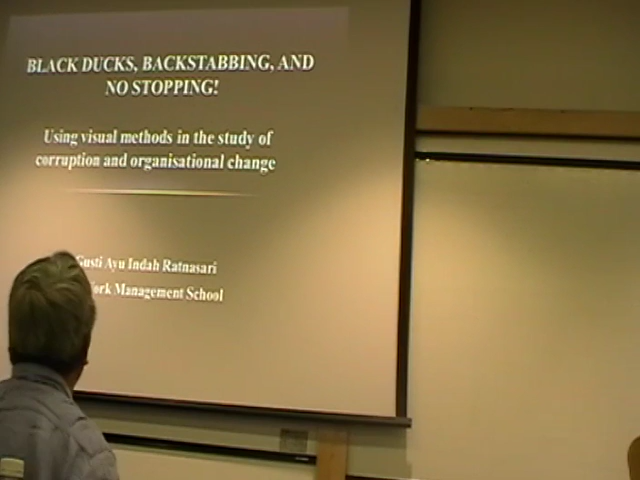 BLACK DUCKS, BACKSTABBING, AND
NO STOPPING!
Using visual methods in the study of
corruption and organisational change
Gusti Ayu Indah Ratnasari
Management School